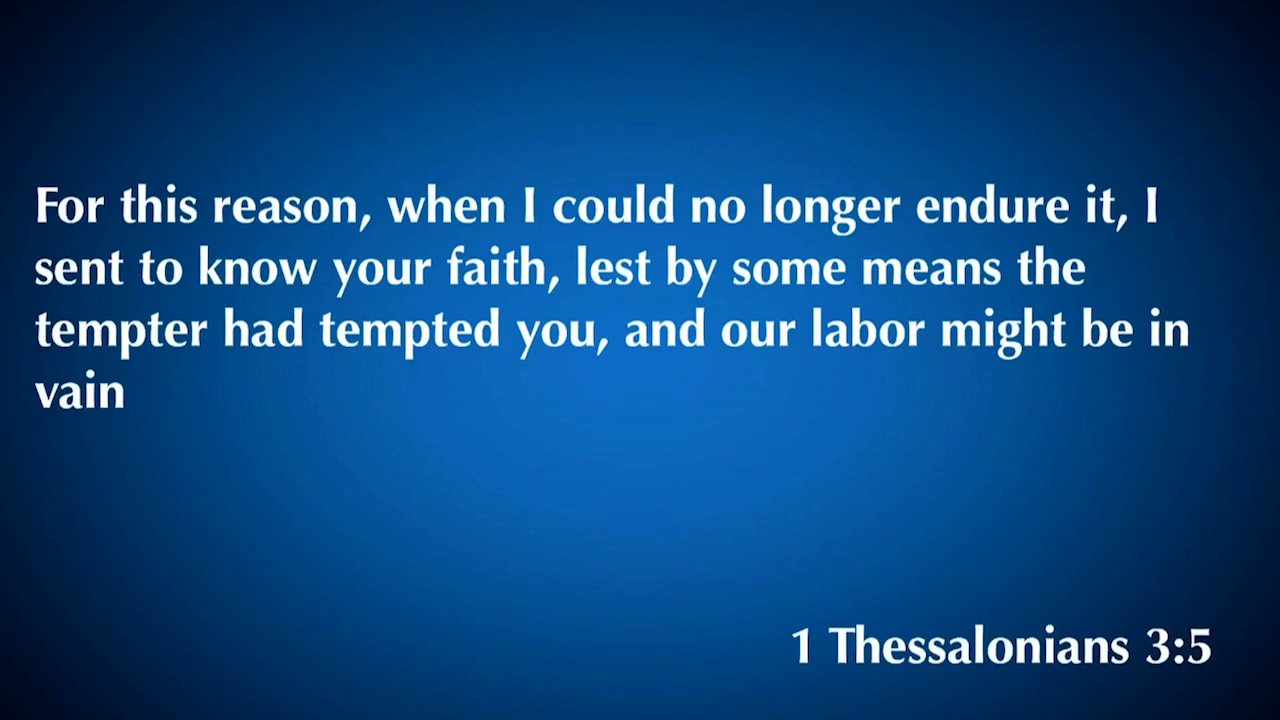 For this reason, when I could no longer endure it, I
sent to know your faith, lest by some means the
tempter had tempted you, and our labor might be in
vain
1 Thessalonians 3:5